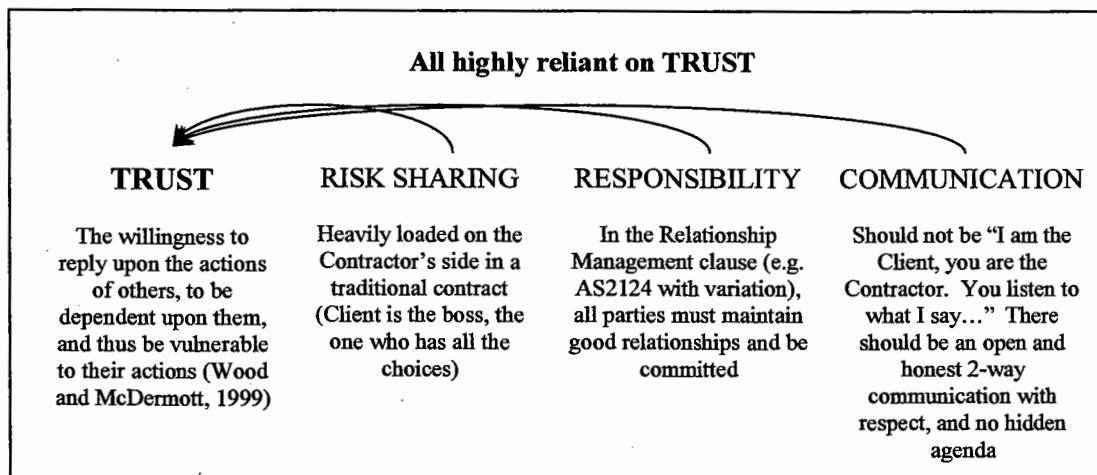 All highly reliant on TRUST
TRUST
The willingness to
reply upon the actions
of others, to be
dependent upon them,
and thus be vulnerable
to their actions (Wood
and McDermott, 1999)
RISK SHARING
Heavily loaded on the
Contractor's side in a
traditional contract
(Client is the boss, the
one who has all the
choices)
RESPONSIBILITY
In the Relationship
Management clause (e.g.
AS2124 with variation),
all parties must maintain
good relationships and be
committed
COMMUNICATION
Should not be “I am the
Client, you are the
Contractor. You listen to
what I say…” There
should be an open and
honest 2-way
communication with
respect, and no hidden
agenda